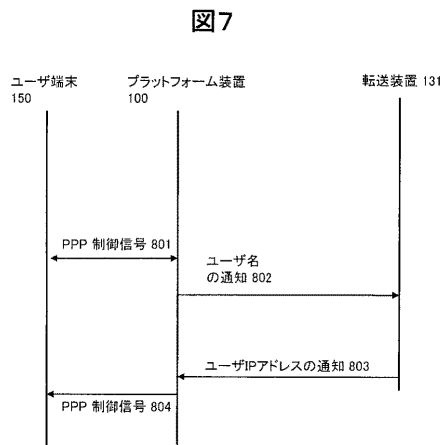 図7
ユーザ端末
150
プラットフォーム装置
100
転送装置 131
PPP 制御信号 801
ユーザ名
の通知 802
ユーザIPアドレスの通知 803
PPP 制御信号 804